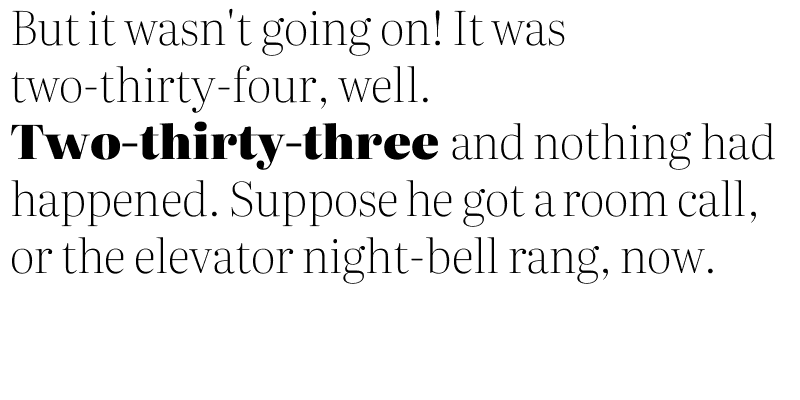 But it wasn't going on! It was
two-thirty-four, well.
Two-thirty-three and nothing had
happened. Suppose he got a room call,
or the elevator night-bell rang, now.